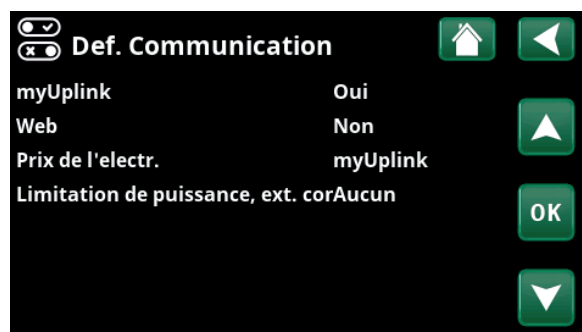 Def. Communication
myUplink Oui
Web Non
Prix de l'electr. myUplink
Limitation de puissance, ext. corAucun
OK